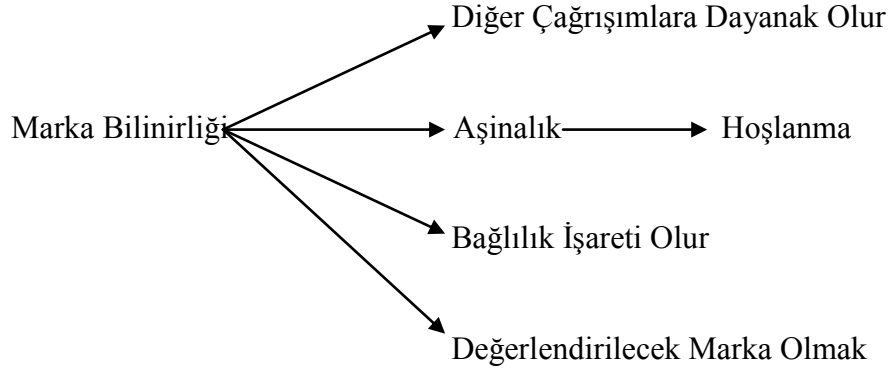 Diğer Çağrışımlara Dayanak Olur
Marka Bilinirliği
Aşinalık
Hoşlanma
Bağlılık İşareti Olur
Değerlendirilecek Marka Olmak